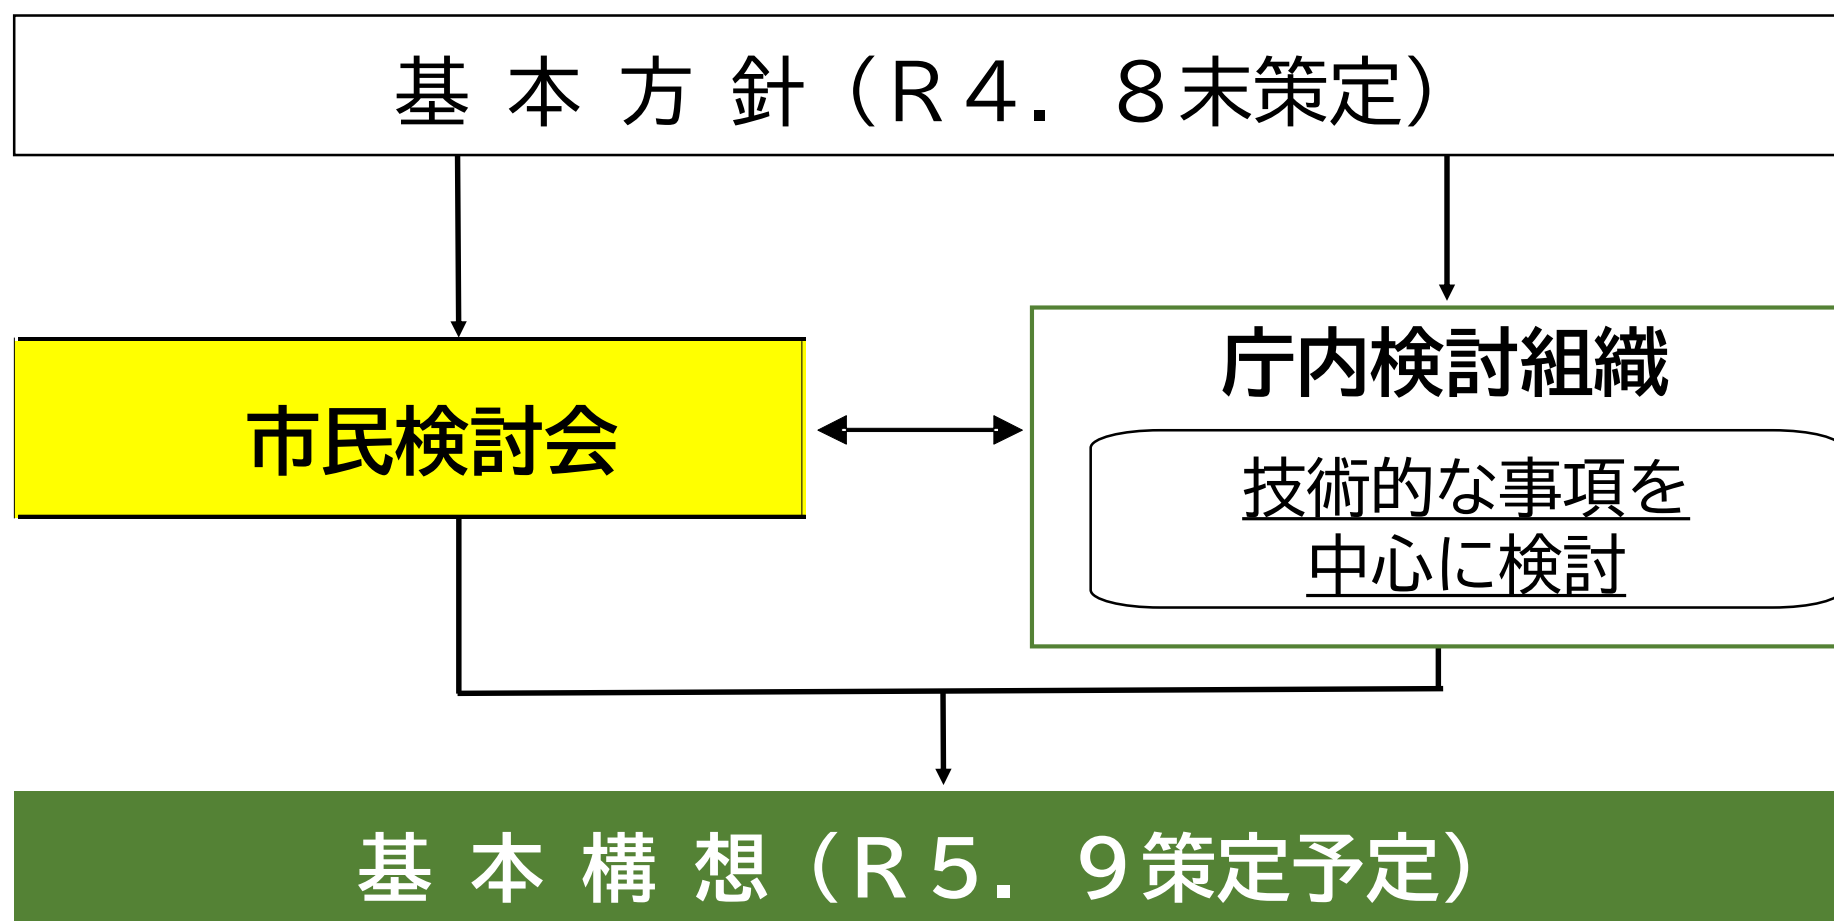 基 本 方 針（Ｒ４．８末策定）
市民検討会
庁内検討組織
技術的な事項を
中心に検討
基 本 構 想（Ｒ５．９策定予定）